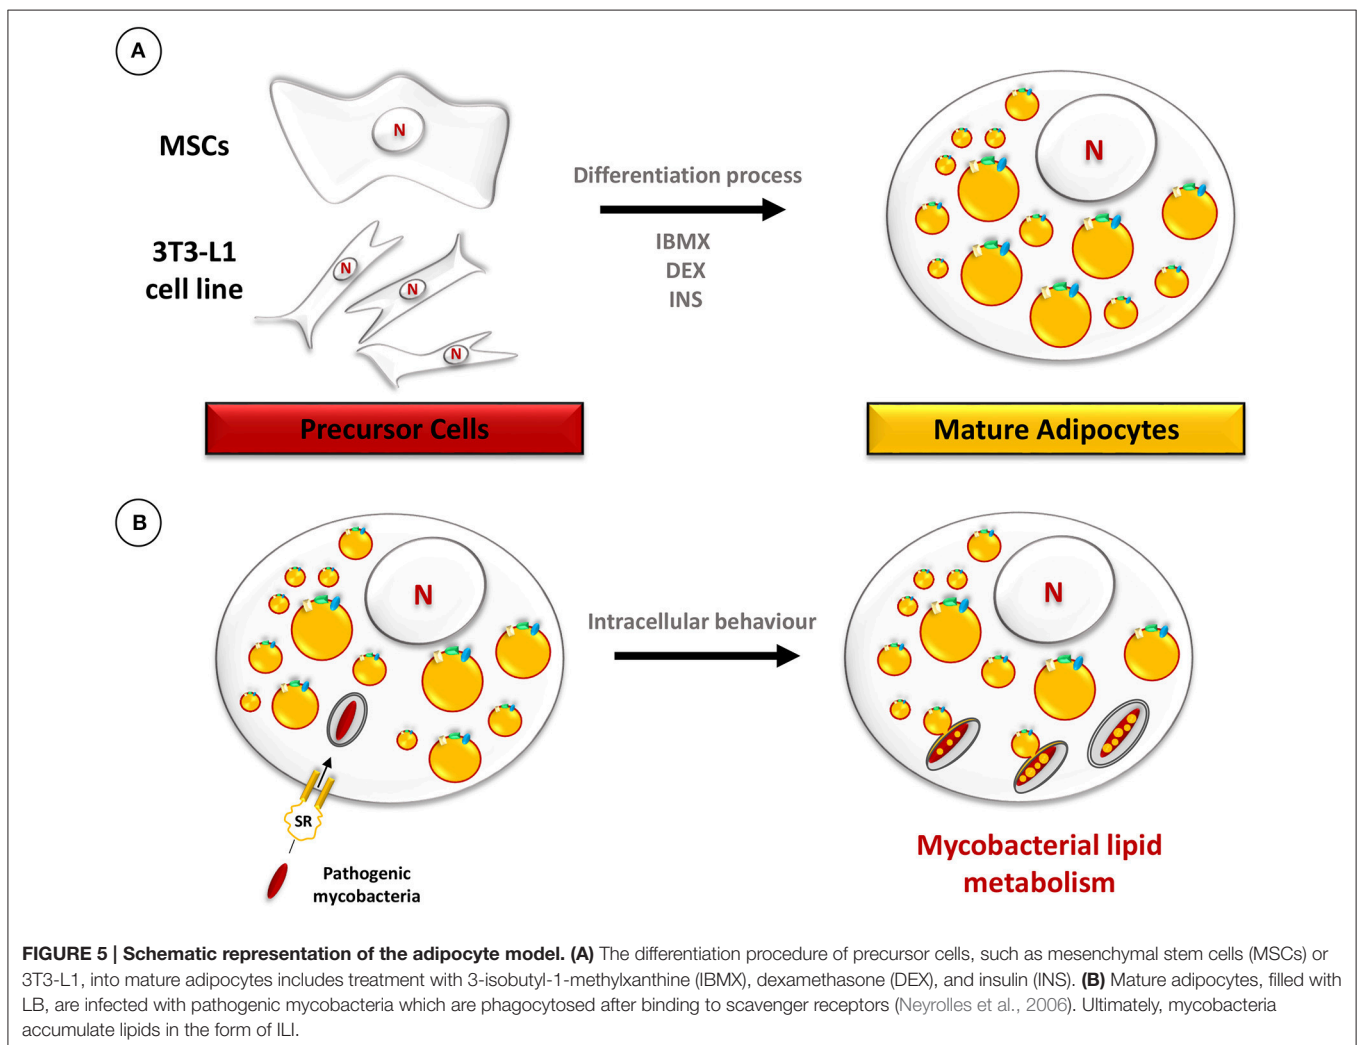 A
MSCs
N
3T3-L1
cell line
N
N
N
Differentiation process
IBMX
DEX
INS
N
Precursor Cells
Mature Adipocytes
B
N
SR
Pathogenic
mycobacteria
Intracellular behaviour
N
Mycobacterial lipid
metabolism
FIGURE 5 | Schematic representation of the adipocyte model. (A) The differentiation procedure of precursor cells, such as mesenchymal stem cells (MSCs) or
3T3-L1, into mature adipocytes includes treatment with 3-isobutyl-1-methylxanthine (IBMX), dexamethasone (DEX), and insulin (INS). (B) Mature adipocytes, filled with
LB, are infected with pathogenic mycobacteria which are phagocytosed after binding to scavenger receptors (Neyrolles et al., 2006). Ultimately, mycobacteria
accumulate lipids in the form of ILI.